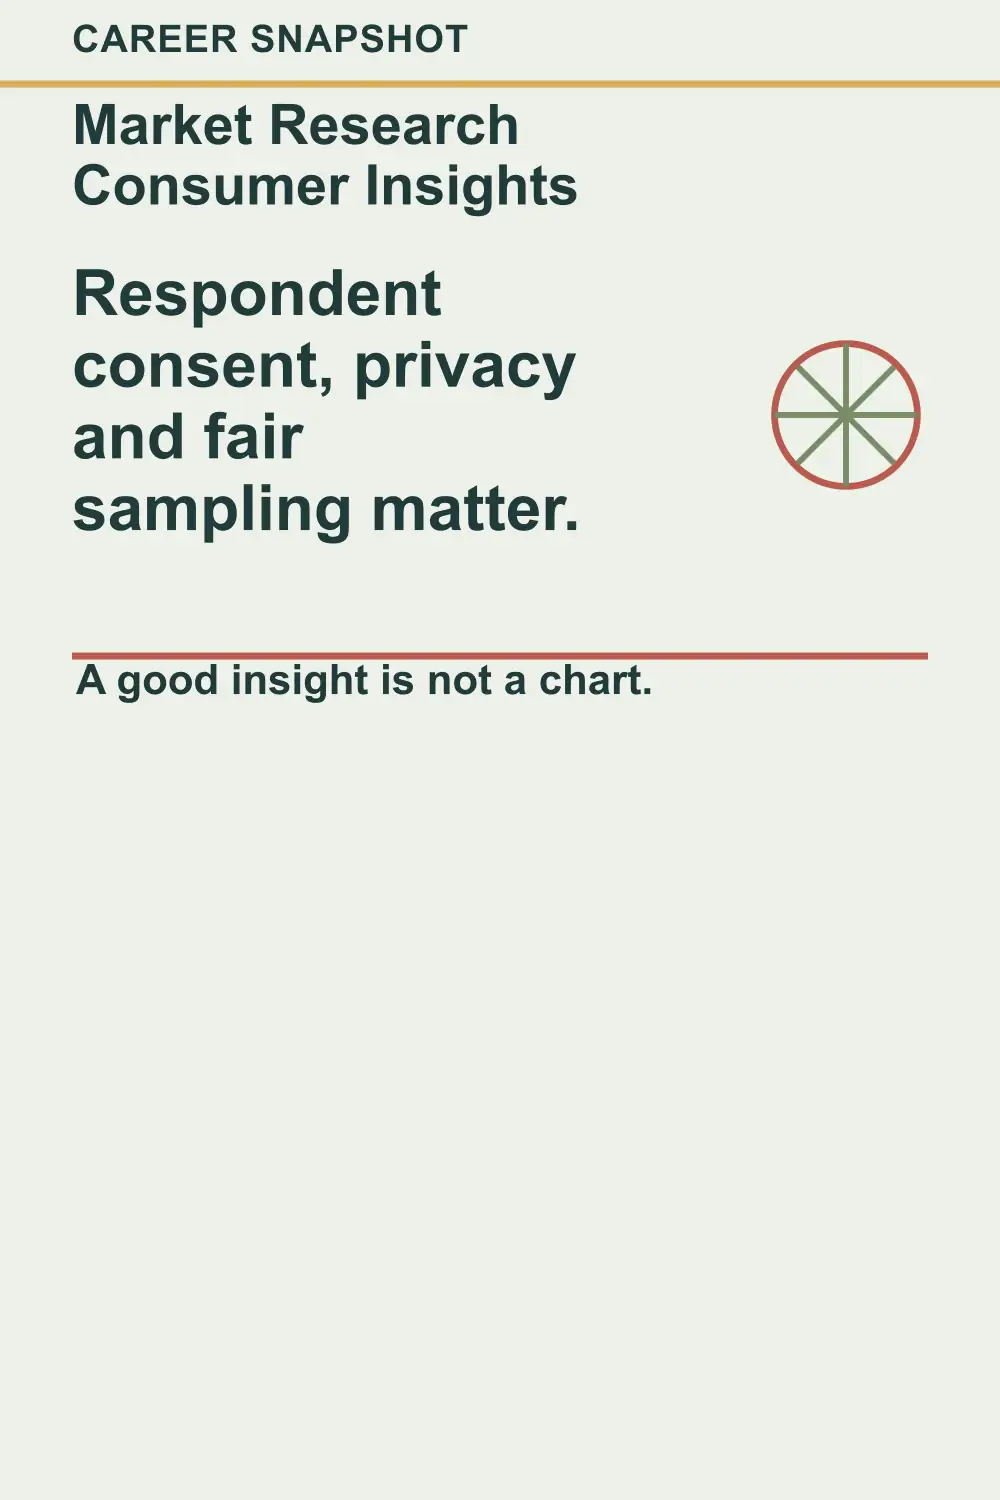 CAREER SNAPSHOT
Market Research
Consumer Insights
Respondent
consent, privacy
and fair
sampling matter.
A good insight is not a chart.